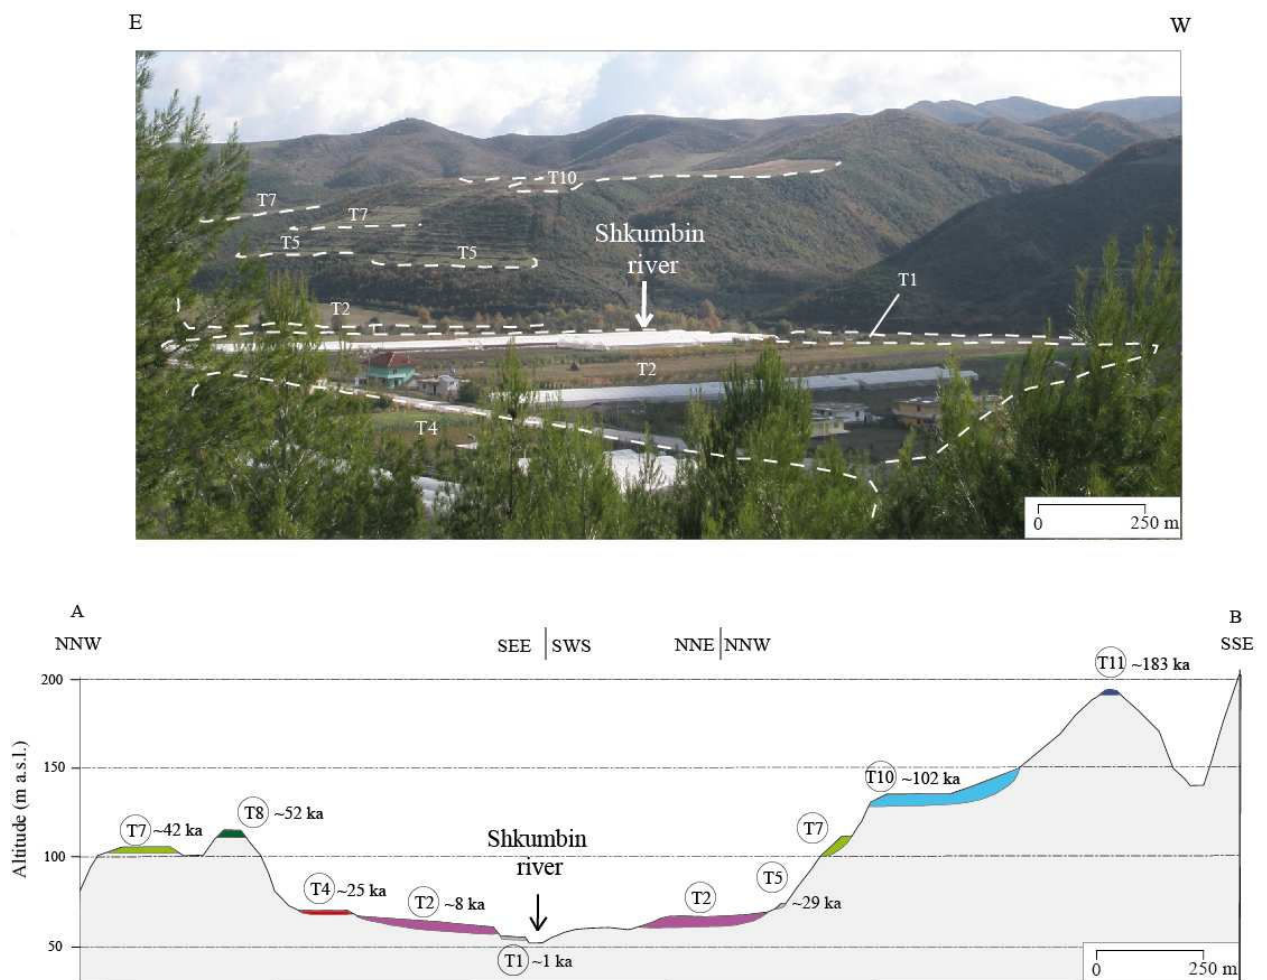 E W
T10
T7
T7
T5
T5
Shkumbin
river
T1
T2
T2
T4
0 250 m
A B
NNW SEE SWS NNE NNW SSE
T11 ~183 ka
200
150
100
50
Altitude (m a.s.l.)
T10 ~102 ka
T8 ~52 ka
T7 ~42 ka
T7
Shkumbin
river
T4 ~25 ka
T5 ~29 ka
T2 ~8 ka
T2
T1 ~1 ka
0 250 m